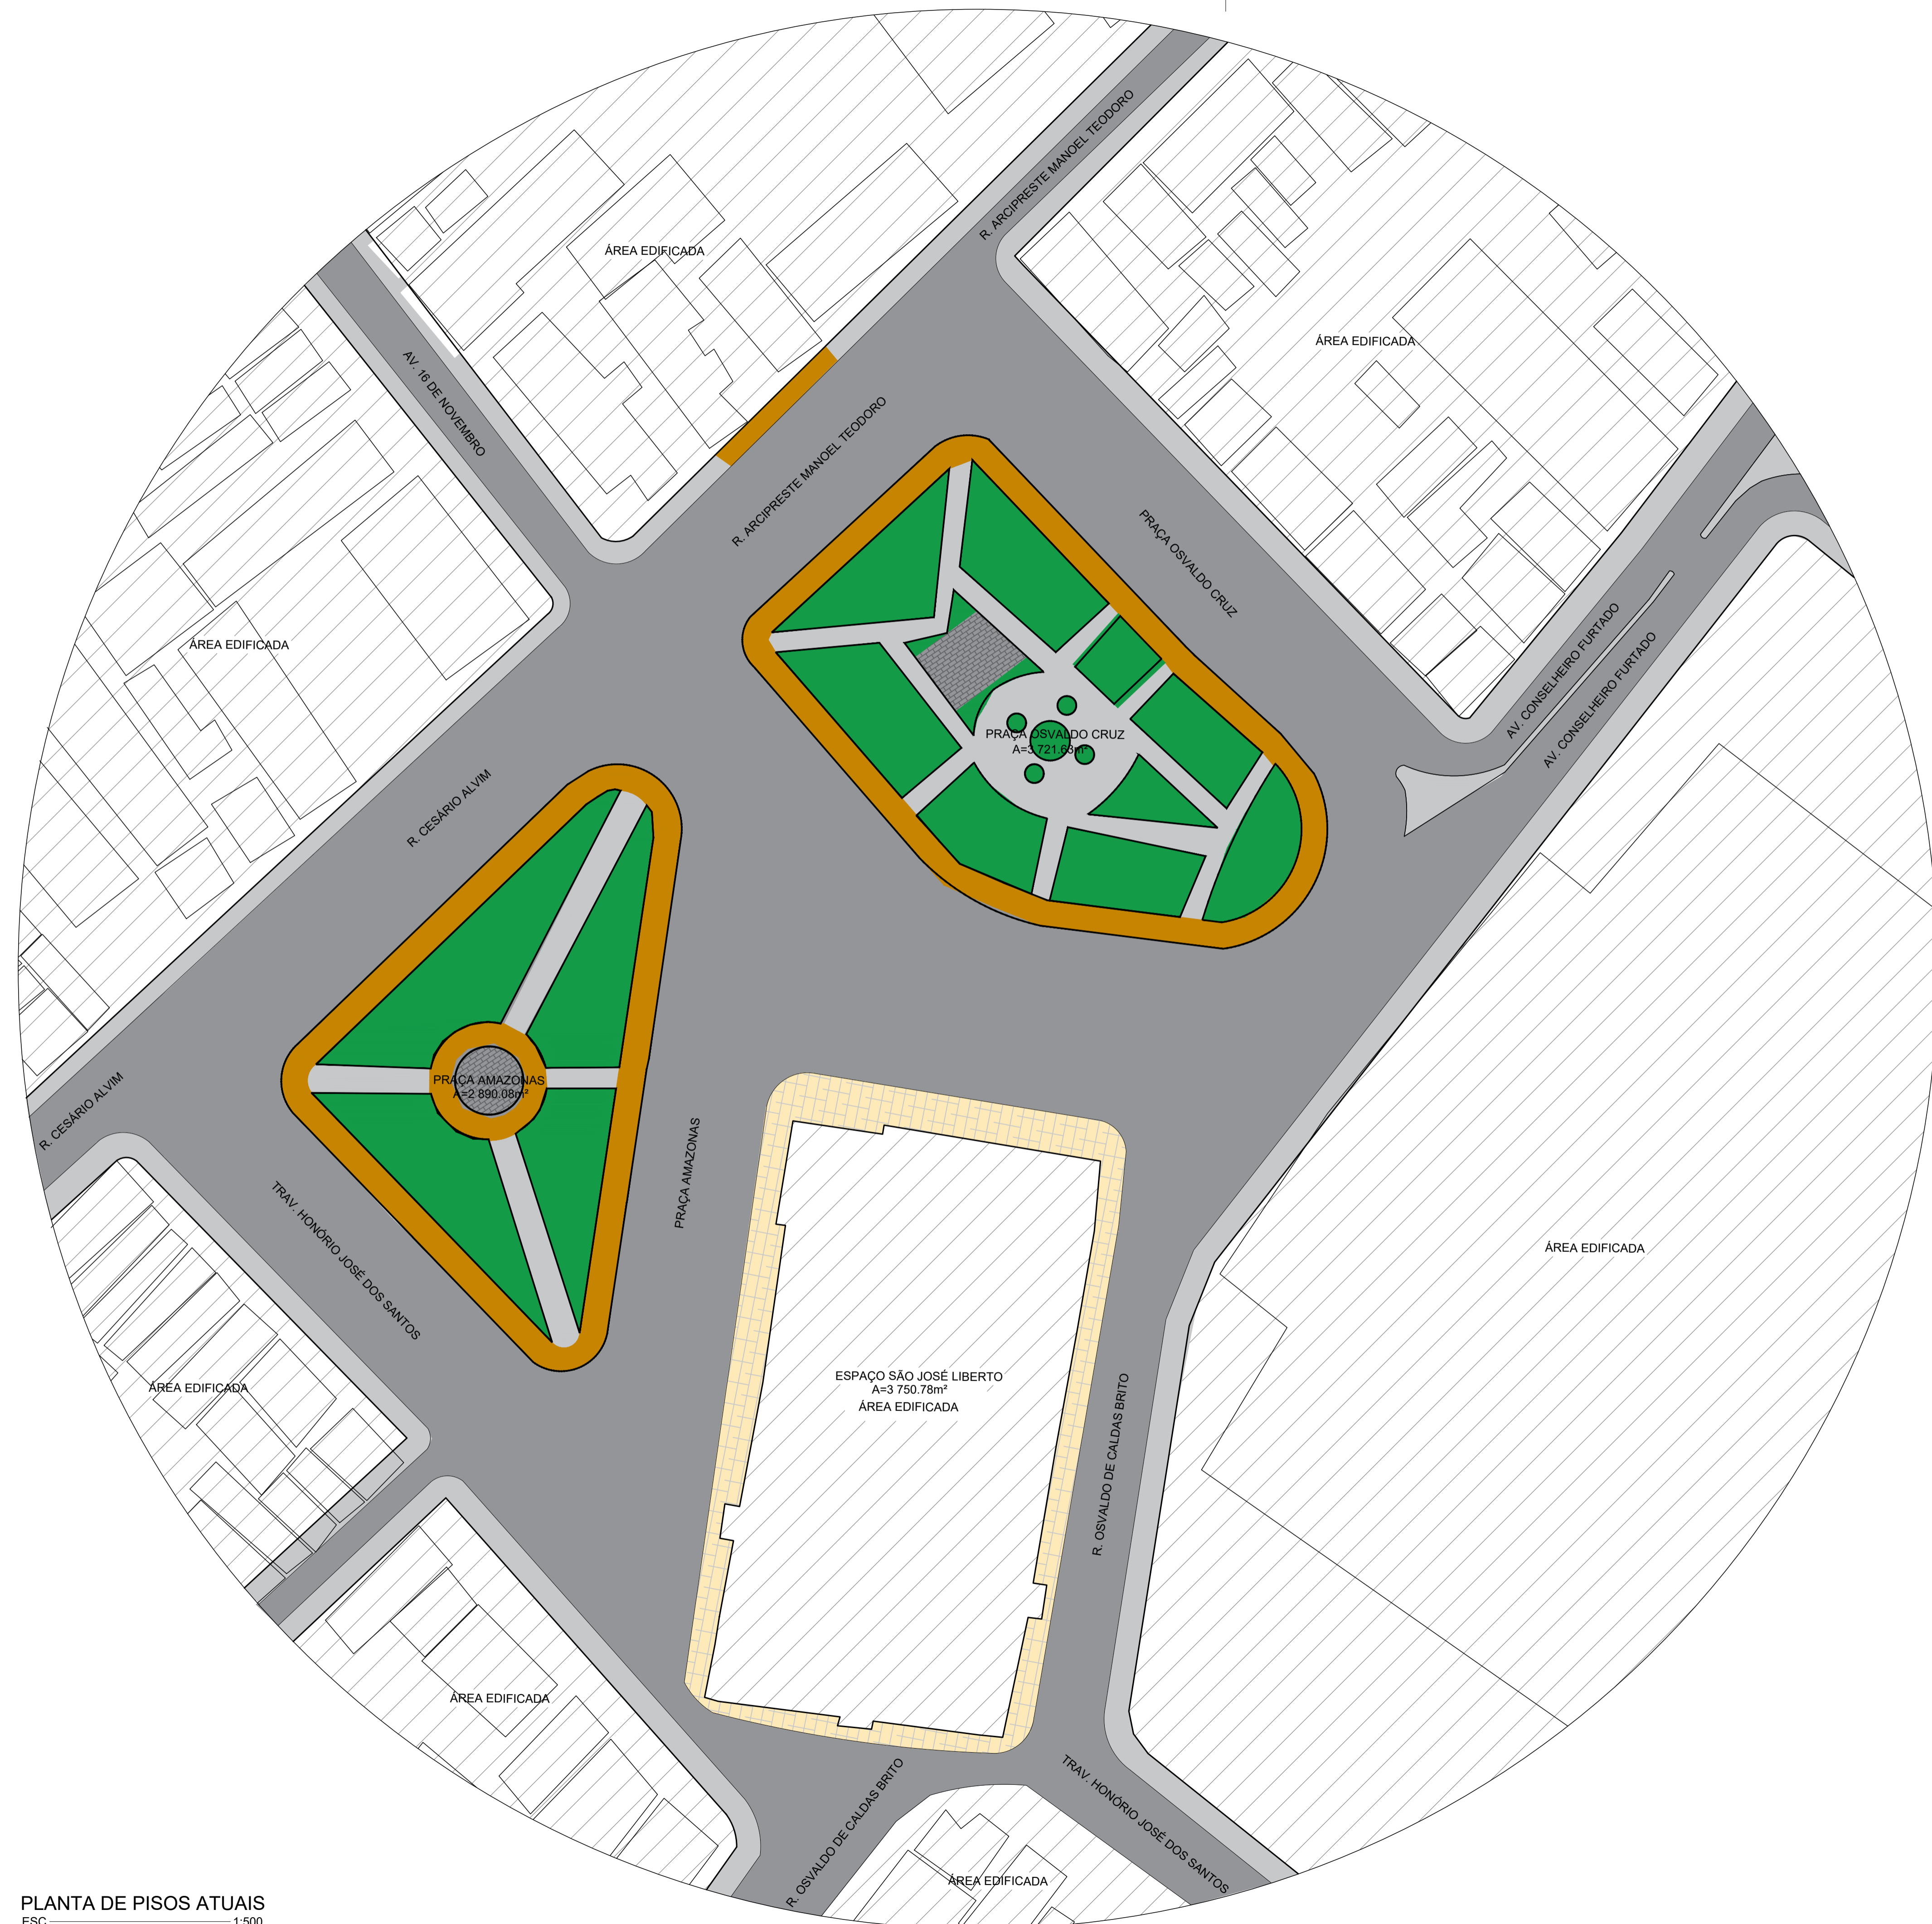 R. ARCIPRESTE MANOEL TEODORO
ÁREA EDIFICADA
ÁREA EDIFICADA
AV. 16 DE NOVEMBRO
R. ARCIPRESTE MANOEL TEODORO
PRAÇA OSVALDO CRUZ
ÁREA EDIFICADA
AV. CONSELHEIRO FURTADO
AV. CONSELHEIRO FURTADO
PRAÇA OSVALDO CRUZ
A=3 721.63m²
R. CESÁRIO ALVIM
PRAÇA AMAZONAS
A=2 890.08m²
R. CESÁRIO ALVIM
PRAÇA AMAZONAS
TRAV. HONÓRIO JOSÉ DOS SANTOS
ÁREA EDIFICADA
ESPAÇO SÃO JOSÉ LIBERTO
A=3 750.78m²
ÁREA EDIFICADA
ÁREA EDIFICADA
R. OSVALDO DE CALDAS BRITO
ÁREA EDIFICADA
R. OSVALDO DE CALDAS BRITO
TRAV. HONÓRIO JOSÉ DOS SANTOS
ÁREA EDIFICADA
PLANTA DE PISOS ATUAIS
ESC 1:500